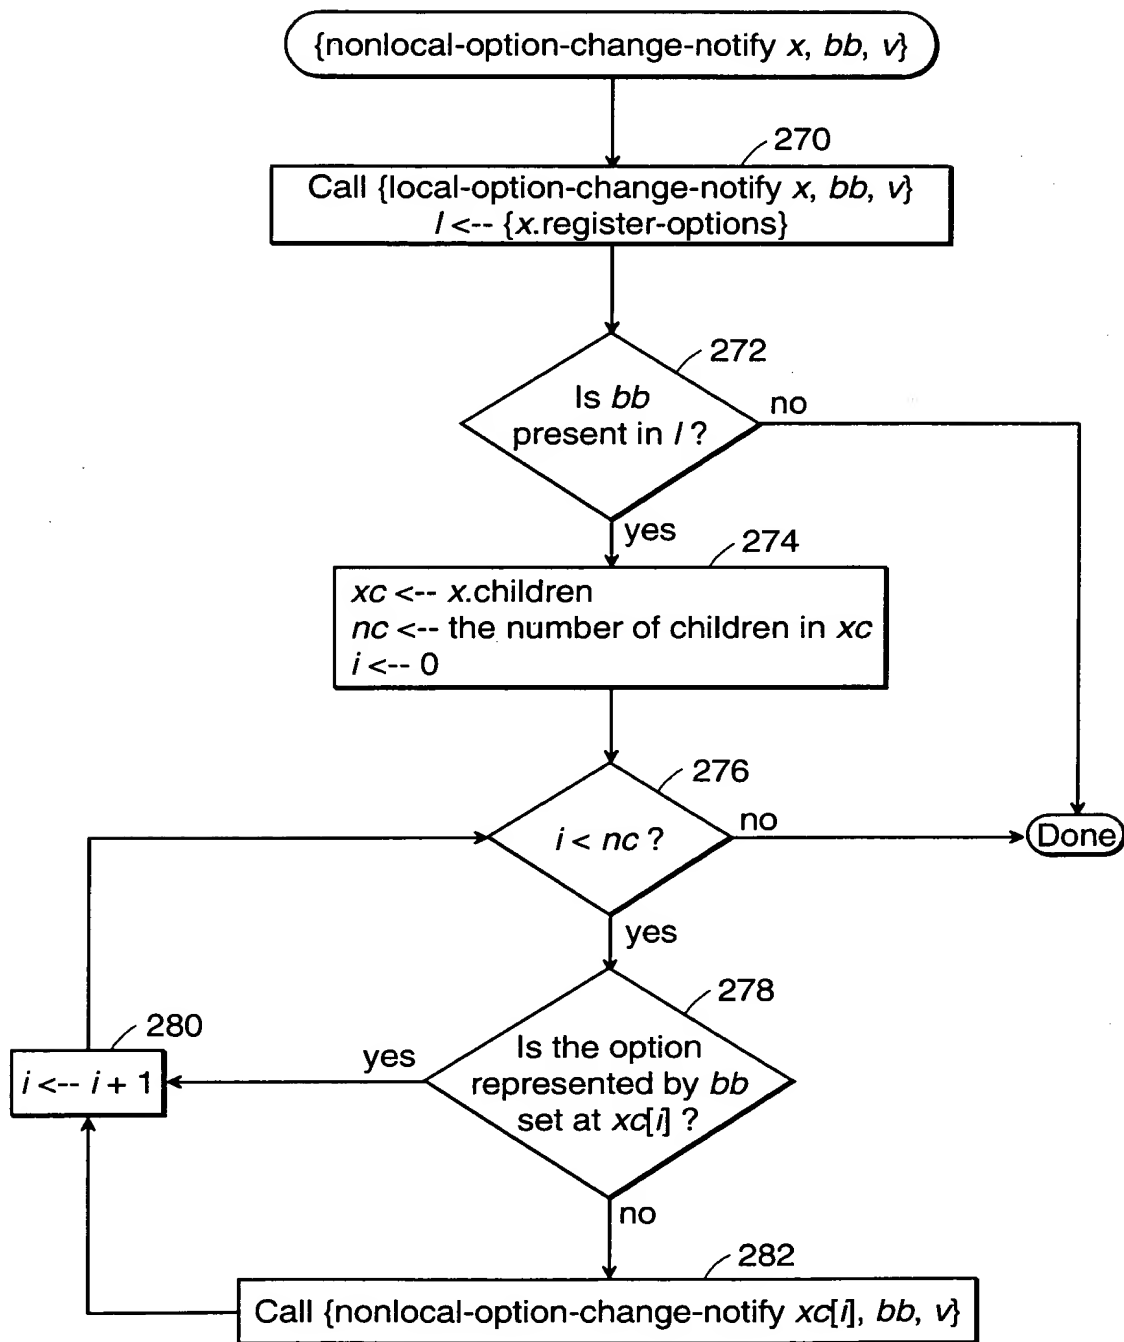 {nonlocal-option-change-notify x, bb, v}
270
Call {local-option-change-notify x, bb, v}
l <-- {x.register-options}
272
Is bb
present in l ?
no
yes
274
xc <-- x.children
nc <-- the number of children in xc
i <-- 0
276
i < nc ?
no
Done
yes
278
Is the option
represented by bb
set at xc[i] ?
yes
280
i <-- i + 1
no
282
Call {nonlocal-option-change-notify xc[i], bb, v}